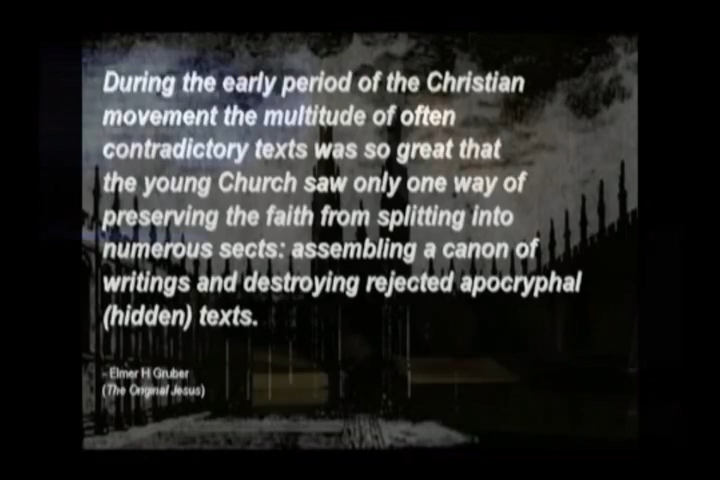 During the early period of the Christian
movement the multitude of often
contradictory texts was so great that
the young Church saw only one way of
preserving the faith from splitting into
numerous sects: assembling a canon of
writings and destroying rejected apocryphal
(hidden) texts.
- Elmer H Gruber
(The Original Jesus)